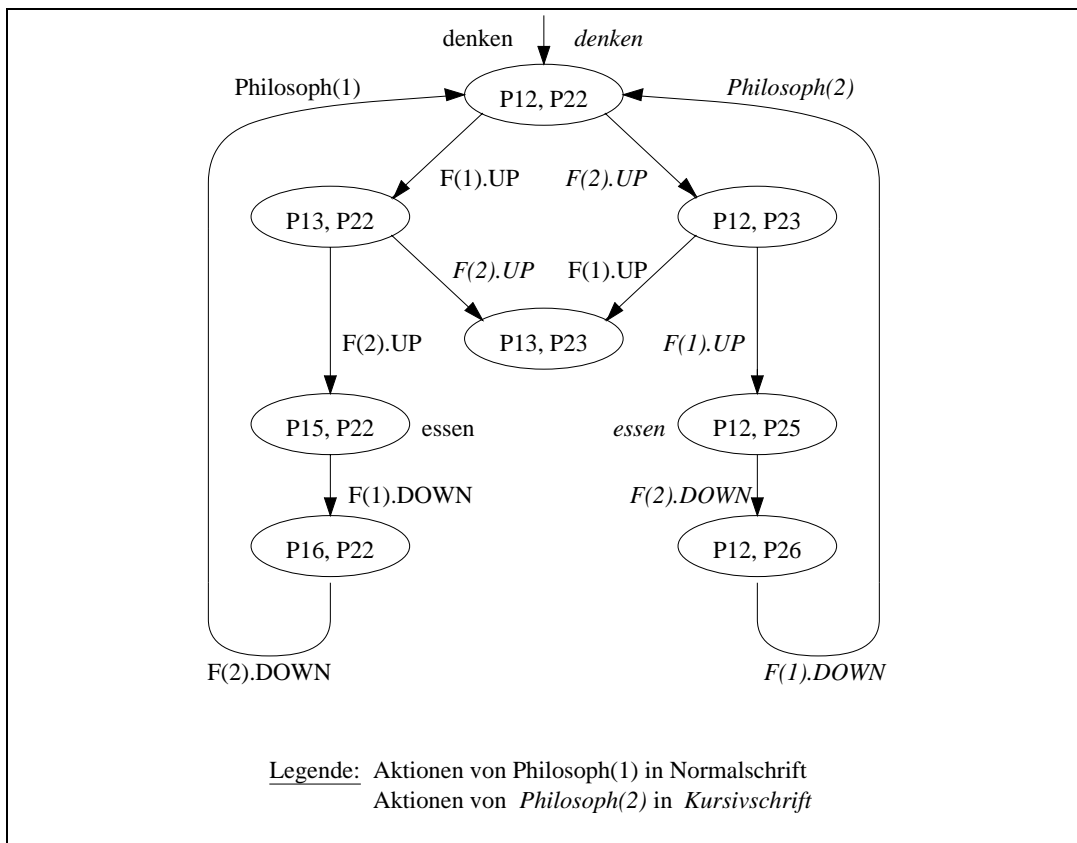 denken denken
Philosoph(1) Philosoph(2)
P12, P22
F(1).UP F(2).UP
P13, P22 P12, P23
F(2).UP F(1).UP
P13, P23
F(2).UP F(1).UP
P15, P22 essen essen P12, P25
F(1).DOWN F(2).DOWN
P16, P22 P12, P26
F(2).DOWN F(1).DOWN
Legende: Aktionen von Philosoph(1) in Normalschrift
Aktionen von Philosoph(2) in Kursivschrift